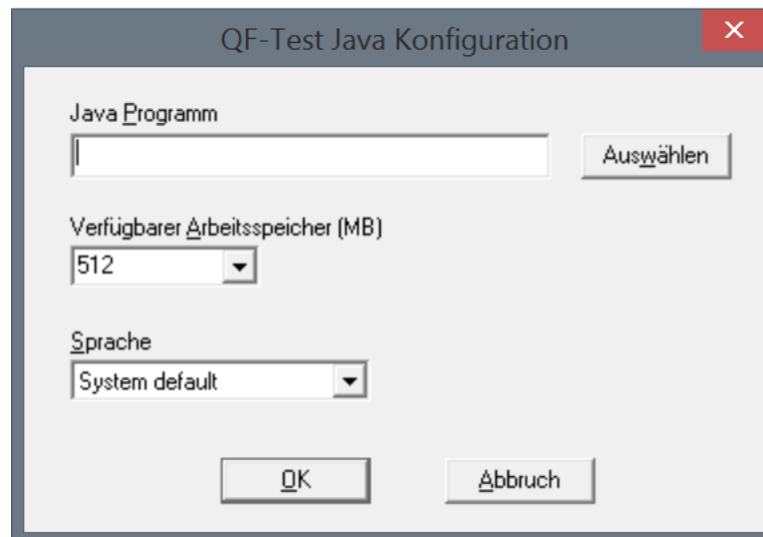 QF-Test Java Konfiguration
Java Programm
Auswählen
Verfügbarer Arbeitsspeicher (MB)
512
Sprache
System default
OK
Abbruch